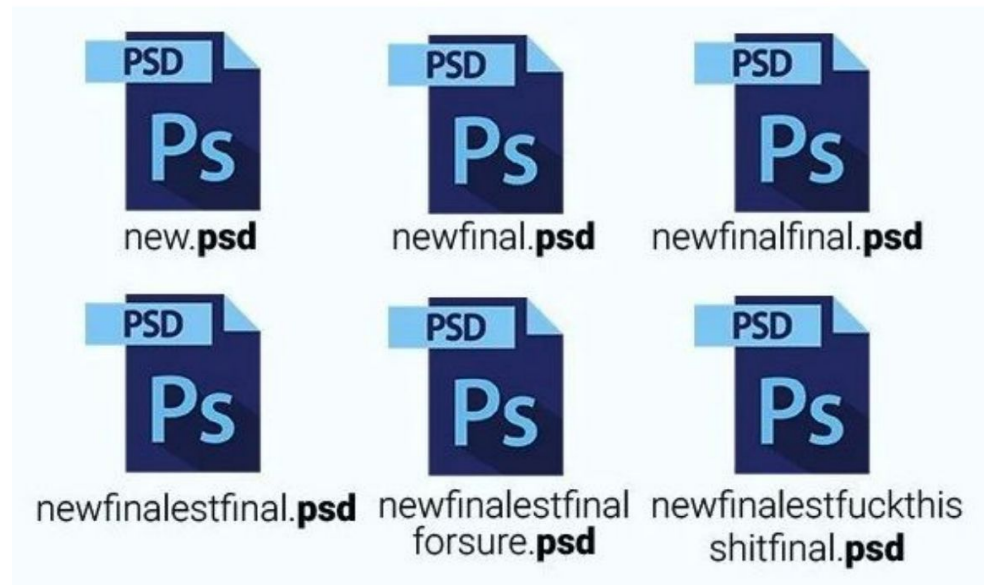 PSD
Ps
new.psd
PSD
Ps
newfinal.psd
PSD
Ps
newfinalfinal.psd
PSD
Ps
newfinalestfinal.psd
PSD
Ps
newfinalestfinal
forsure.psd
PSD
Ps
newfinalestfuckthis
shitfinal.psd